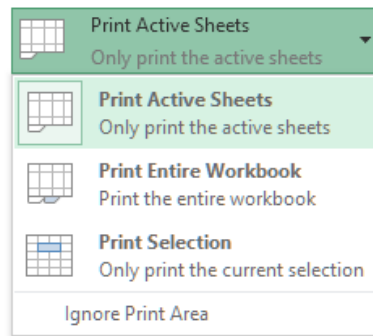 Print Active Sheets
Only print the active sheets
Print Active Sheets
Only print the active sheets
Print Entire Workbook
Print the entire workbook
Print Selection
Only print the current selection
Ignore Print Area